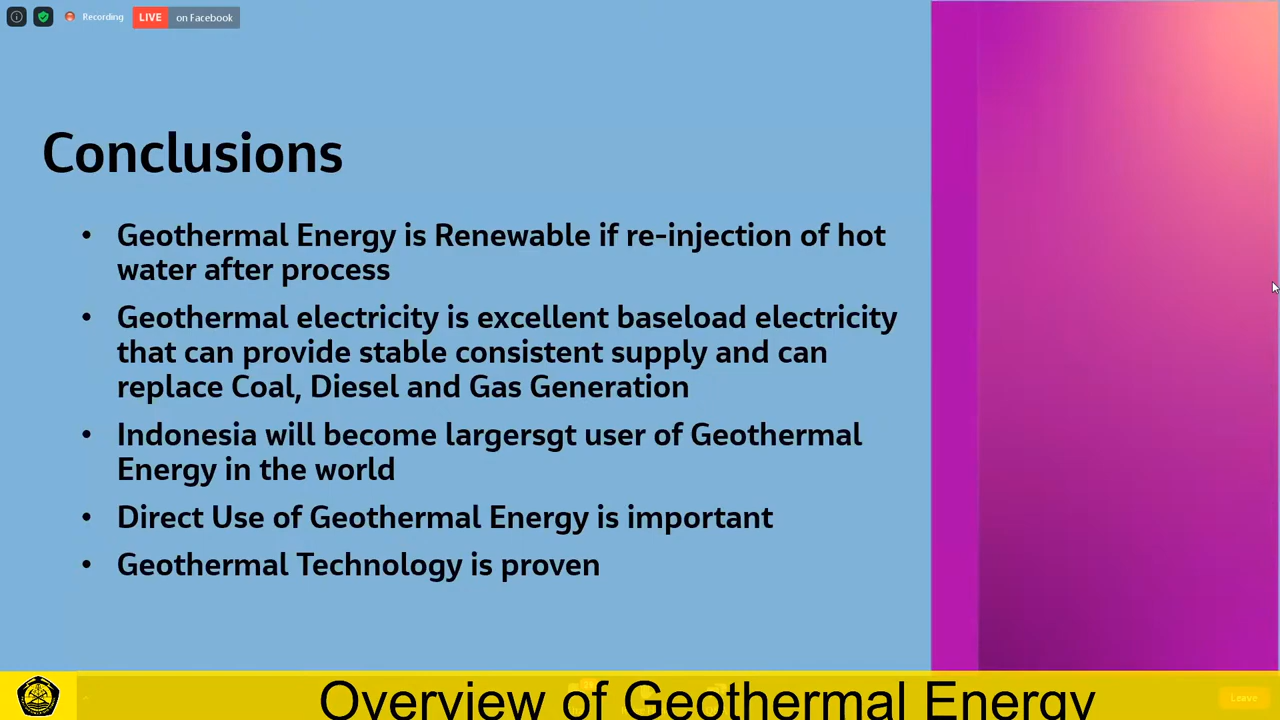 Recording LIVE on Facebook
Conclusions
• Geothermal Energy is Renewable if re-injection of hot
water after process
• Geothermal electricity is excellent baseload electricity
that can provide stable consistent supply and can
replace Coal, Diesel and Gas Generation
• Indonesia will become largersgt user of Geothermal
Energy in the world
• Direct Use of Geothermal Energy is important
• Geothermal Technology is proven
Overview of Geothermal Energy
Leave